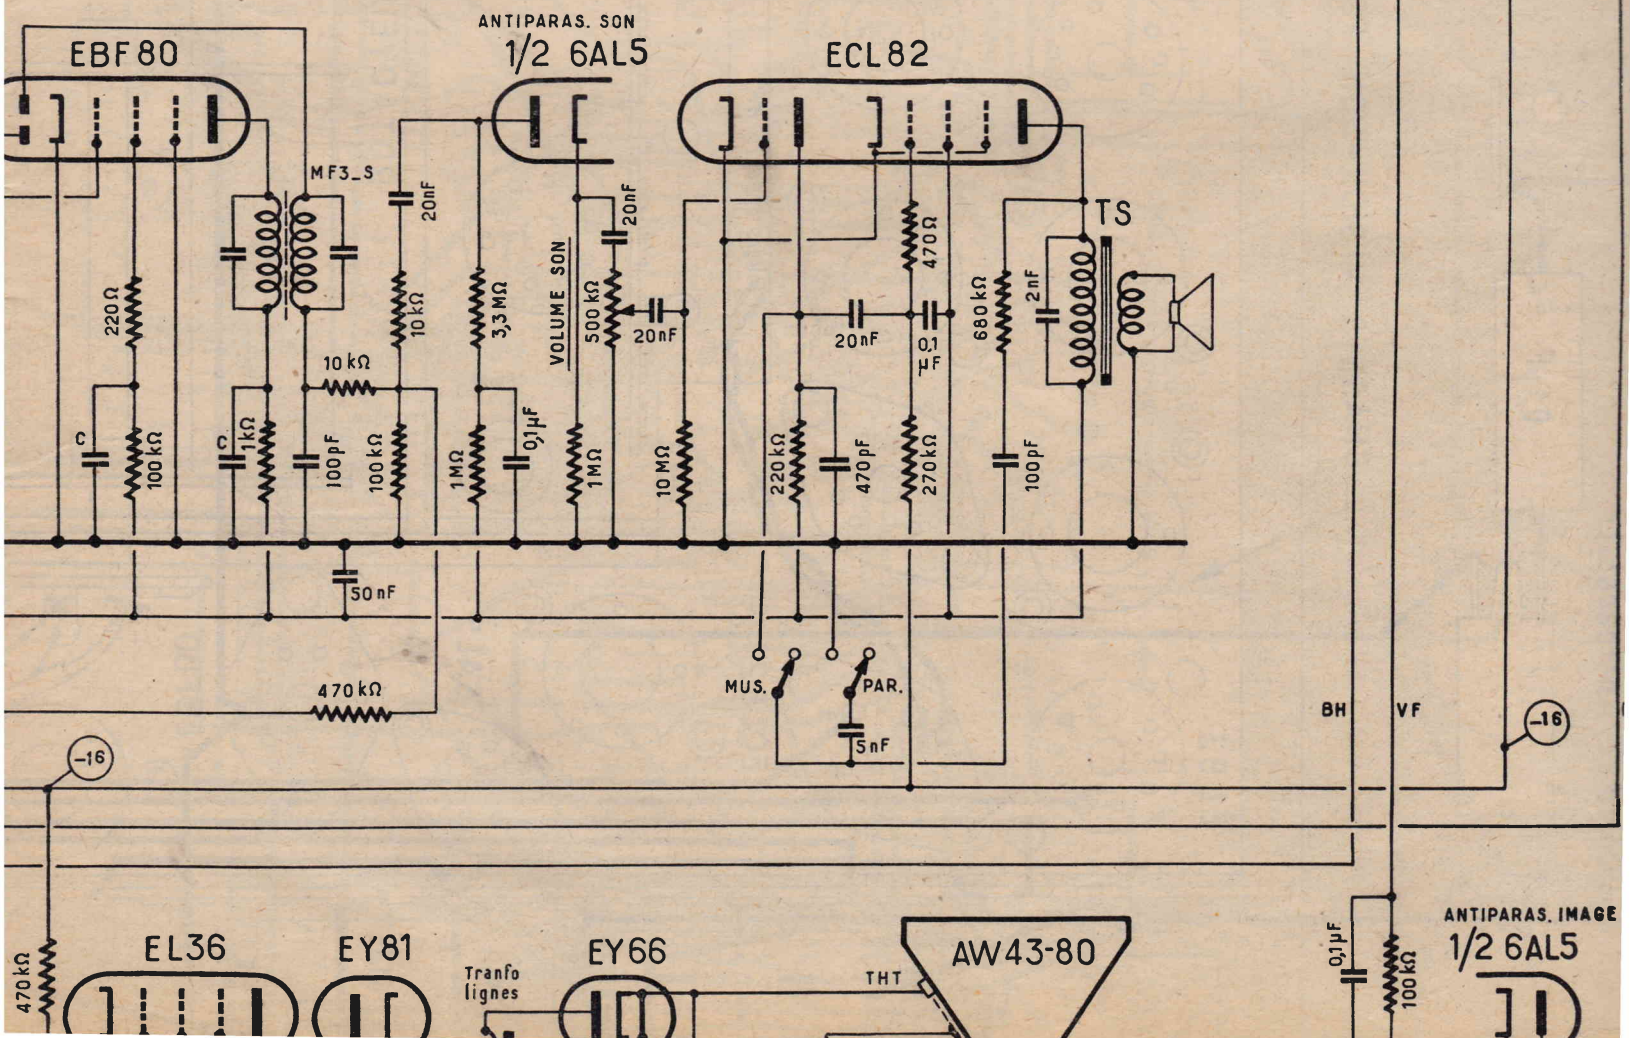 ANTIPARAS. SON
EBF80
1/2 6AL5
ECL82
MF3_S
20nF
20nF
TS
220Ω
10kΩ
3,3MΩ
VOLUME SON
500kΩ
20nF
470Ω
20nF
0,1
µF
680kΩ
2nF
10kΩ
C
100kΩ
C
1kΩ
100pF
100kΩ
1MΩ
0,1µF
1MΩ
10MΩ
220kΩ
470pF
270kΩ
100pF
50nF
470kΩ
MUS.
PAR.
5nF
BH
VF
-16
-16
470kΩ
EL36
EY81
Tranfo
lignes
EY66
THT
AW43-80
0,1µF
100kΩ
ANTIPARAS. IMAGE
1/2 6AL5